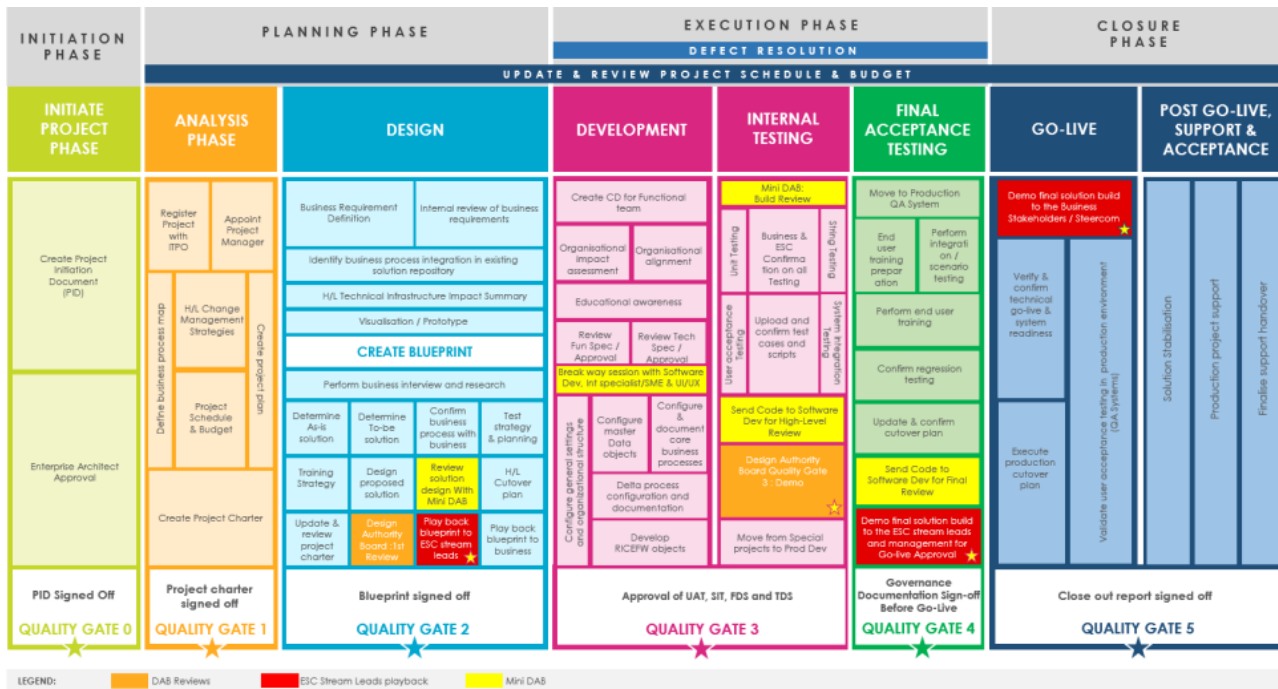 INITIATION
PHASE
PLANNING PHASE
EXECUTION PHASE
DEFECT RESOLUTION
CLOSURE
PHASE
UPDATE & REVIEW PROJECT SCHEDULE & BUDGET
INITIATE
PROJECT
PHASE
ANALYSIS
PHASE
DESIGN
DEVELOPMENT
INTERNAL
TESTING
FINAL
ACCEPTANCE
TESTING
GO-LIVE
POST GO-LIVE,
SUPPORT &
ACCEPTANCE
Create Project
Initiation
Document
(PID)
Enterprise Architect
Approval
PID Signed Off
QUALITY GATE 0
Register
Project
with
ITPO
Appoint
Project
Manager
Define business process map
H/L Change
Management
Strategies
Project
Schedule
& Budget
Create project plan
Create Project Charter
Project charter
signed off
QUALITY GATE 1
Business Requirement
Definition
Internal review of business
requirements
Identify business process integration in existing
solution repository
H/L Technical Infrastructure Impact Summary
Visualisation / Prototype
CREATE BLUEPRINT
Perform business interview and research
Determine
As-is
solution
Determine
To-be
solution
Confirm
business
process with
business
Test
strategy
& planning
Training
Strategy
Design
proposed
solution
Review
solution
design With
Mini DAB
H/L
Cutover
plan
Update &
review
project
charter
Design
Authority
Board :1st
Review
Play back
blueprint to
ESC stream
leads
Play back
blueprint to
business
Blueprint signed off
QUALITY GATE 2
Create CD for Functional
team
Organisational
impact
assessment
Organisational
alignment
Educational awareness
Review
Fun Spec /
Approval
Review Tech
Spec /
Approval
Break way session with Software
Dev, Int specialist/SME & UI/UX
Configure general settings
and organizational structure
Configure
master
Data
objects
Configure
&
document
core
business
processes
Delta process
configuration and
documentation
Develop
RICEFW objects
Mini DAB:
Build Review
Unit Testing
Business &
ESC
Confirma
tion on all
Testing
String Testing
User acceptance
Testing
Upload and
confirm test
cases and
scripts
System integration
Testing
Send Code to Software
Dev for High-Level
Review
Design Authority
Board Quality Gate
3 : Demo
Move from Special
projects to Prod Dev
Approval of UAT, SIT, FDS and TDS
QUALITY GATE 3
Move to Production
QA System
End
user
training
prepar
ation
Perform
integrati
on /
scenario
testing
Perform end user
training
Confirm regression
testing
Update & confirm
cutover plan
Send Code to
Software Dev for Final
Review
Demo final solution build
to the ESC stream leads
and management for
Go-live Approval
Governance
Documentation Sign-off
Before Go-Live
QUALITY GATE 4
Demo final solution build
to the Business
Stakeholders / Steercom
Verify &
confirm
technical
go-live &
system
readiness
Execute
production
cutover
plan
Validate user acceptance testing in production environment
(QA Systems)
Solution Stabilisation
Production project support
Finalise support handover
Close out report signed off
QUALITY GATE 5
LEGEND:
DAB Reviews
ESC Stream Leads playback
Mini DAB